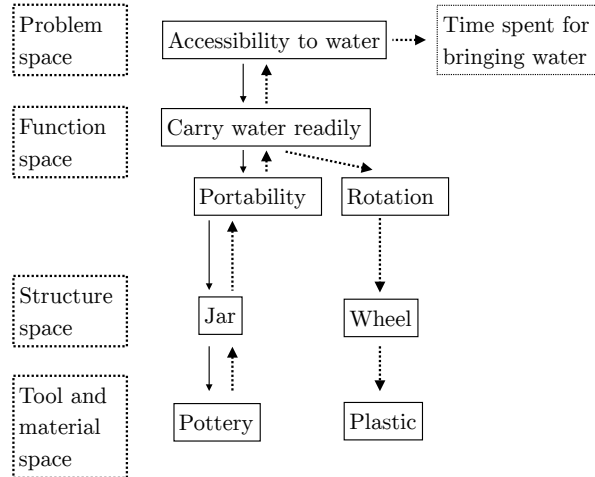 Problem
space
Accessibility to water
Time spent for
bringing water
Function
space
Carry water readily
Portability
Rotation
Structure
space
Jar
Wheel
Tool and
material
space
Pottery
Plastic